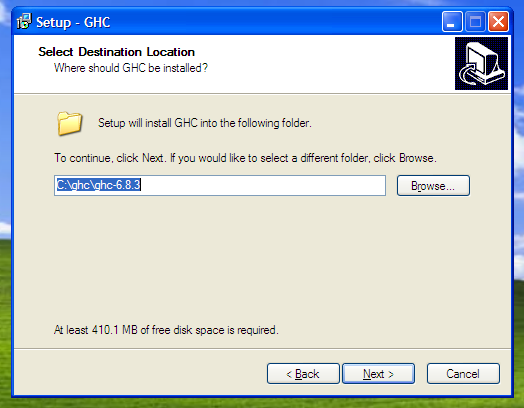 Setup - GHC
Select Destination Location
Where should GHC be installed?
Setup will install GHC into the following folder.
To continue, click Next. If you would like to select a different folder, click Browse.
C:\ghc\ghc-6.8.3
Browse...
At least 410.1 MB of free disk space is required.
< Back
Next >
Cancel